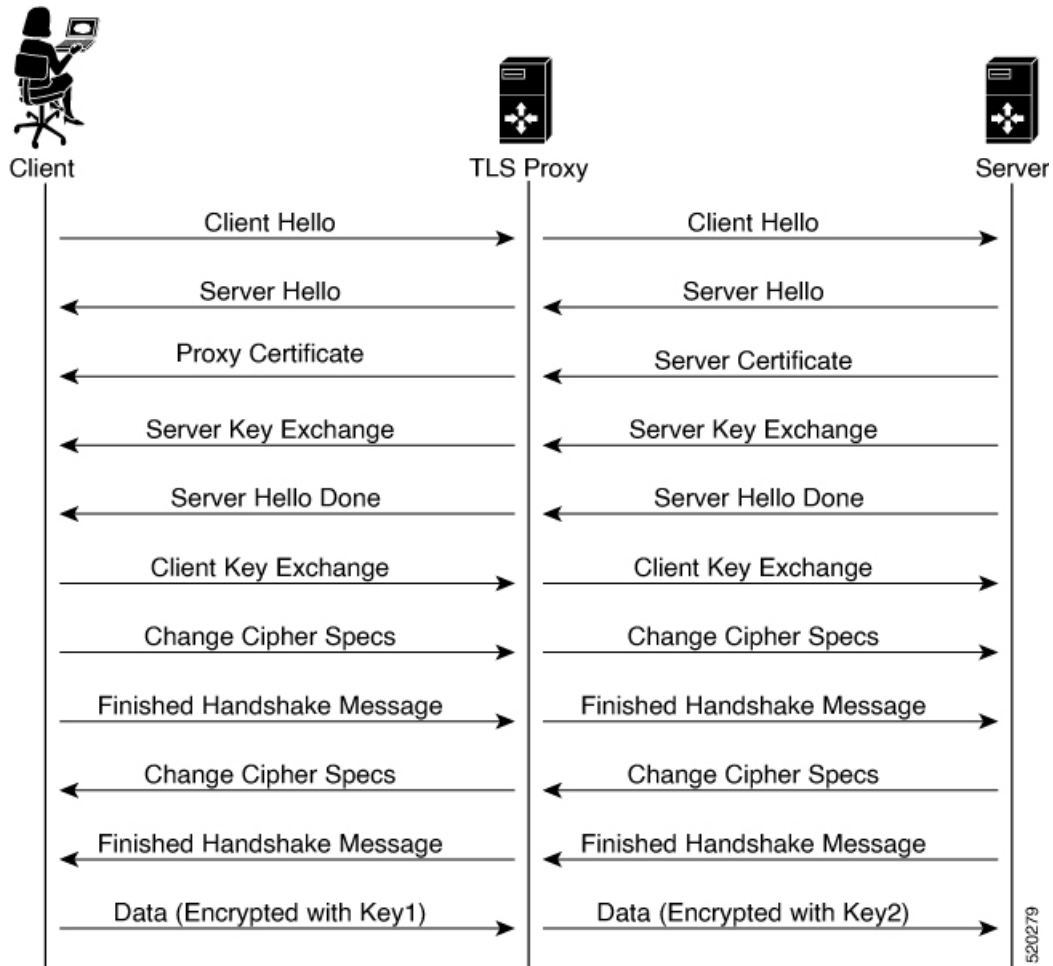 Client
TLS Proxy
Server
Client Hello
Client Hello
Server Hello
Server Hello
Proxy Certificate
Server Certificate
Server Key Exchange
Server Key Exchange
Server Hello Done
Server Hello Done
Client Key Exchange
Client Key Exchange
Change Cipher Specs
Change Cipher Specs
Finished Handshake Message
Finished Handshake Message
Change Cipher Specs
Change Cipher Specs
Finished Handshake Message
Finished Handshake Message
Data (Encrypted with Key1)
Data (Encrypted with Key2)
520279